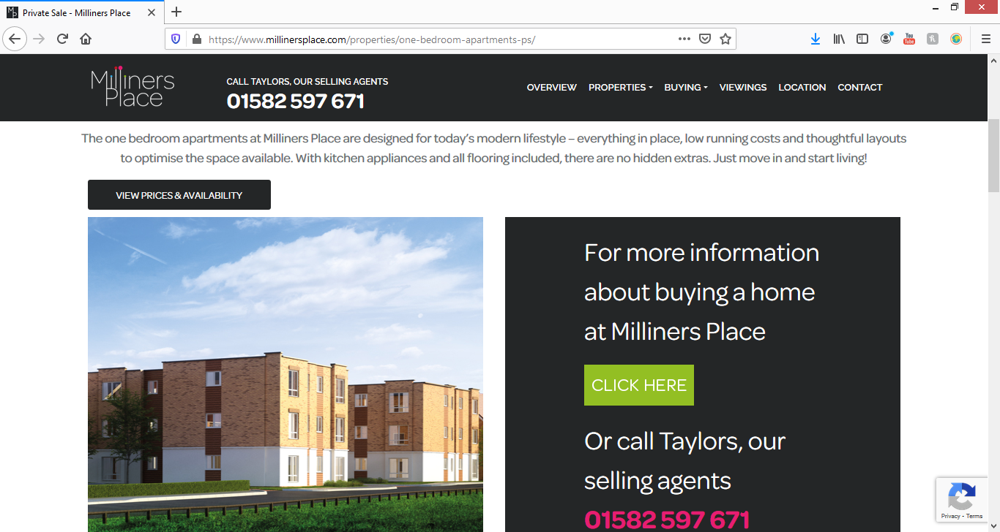 Private Sale - Milliners Place
https://www.millinersplace.com/properties/one-bedroom-apartments-ps/
You
Tube
Milliners
Place
CALL TAYLORS, OUR SELLING AGENTS
01582 597 671
OVERVIEW PROPERTIES BUYING VIEWINGS LOCATION CONTACT
The one bedroom apartments at Milliners Place are designed for today’s modern lifestyle – everything in place, low running costs and thoughtful layouts
to optimise the space available. With kitchen appliances and all flooring included, there are no hidden extras. Just move in and start living!
VIEW PRICES & AVAILABILITY
For more information
about buying a home
at Milliners Place
CLICK HERE
Or call Taylors, our
selling agents
01582 597 671
Privacy - Terms